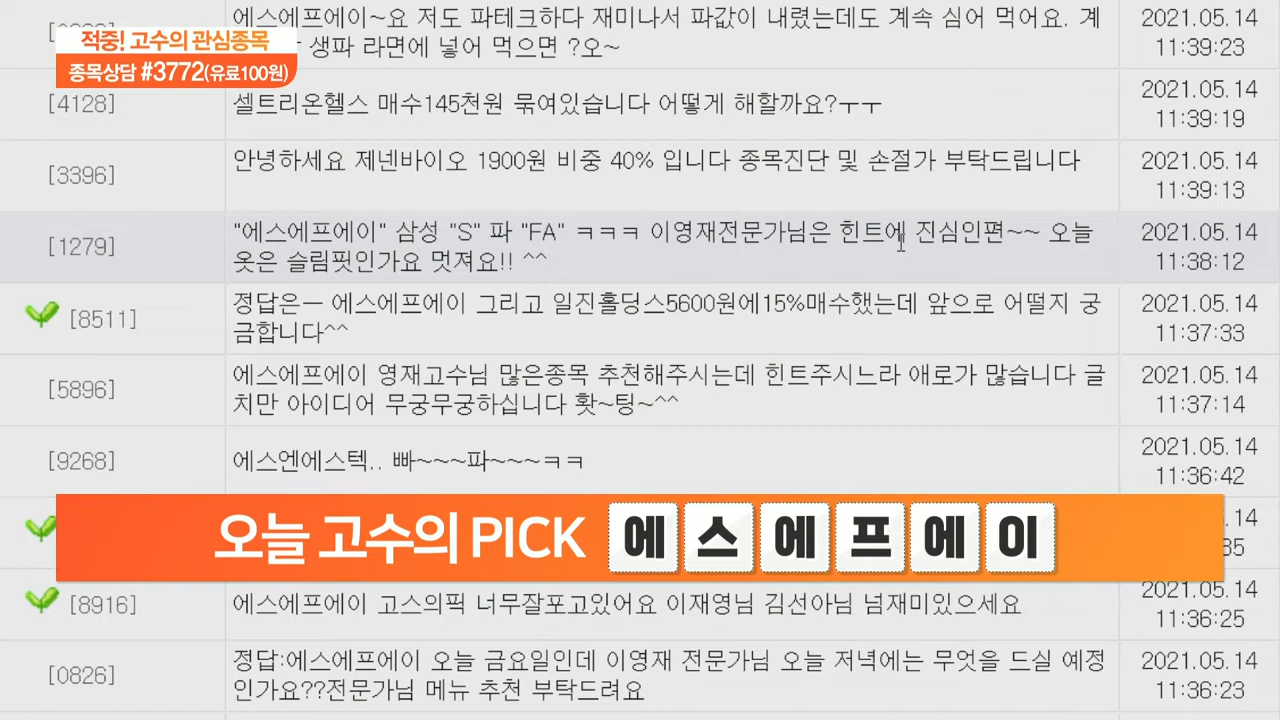 에스에프에이~요 저도 파테크하다 재미나서 파값이 내렸는데도 계속 심어 먹어요. 계
생파 라면에 넣어 먹으면 ?오~
2021.05.14
11:39:23
적중! 고수의 관심종목
종목상담 #3772(유료100원)
[4128]
셀트리온헬스 매수145천원 묶여있습니다 어떻게 해할까요?ㅜㅜ
2021.05.14
11:39:19
[3396]
안녕하세요 제넨바이오 1900원 비중 40% 입니다 종목진단 및 손절가 부탁드립니다
2021.05.14
11:39:13
[1279]
"에스에프에이" 삼성 "S" 파 "FA" ㅋㅋㅋ 이영재전문가님은 힌트에 진심인편~~ 오늘
옷은 슬림핏인가요 멋져요!! ^^
2021.05.14
11:38:12
[8511]
정답은ㅡ 에스에프에이 그리고 일진홀딩스5600원에15%매수했는데 앞으로 어떨지 궁
금합니다^^
2021.05.14
11:37:33
[5896]
에스에프에이 영재고수님 많은종목 추천해주시는데 힌트주시느라 애로가 많습니다 글
치만 아이디어 무궁무궁하십니다 홧~팅~^^
2021.05.14
11:37:14
[9268]
에스엔에스텍.. 빠~~~파~~~ㅋㅋ
2021.05.14
11:36:42
오늘 고수의 PICK 에스에프에이
[8916]
에스에프에이 고스의픽 너무잘포고있어요 이재영님 김선아님 넘재미있으세요
2021.05.14
11:36:25
[0826]
정답:에스에프에이 오늘 금요일인데 이영재 전문가님 오늘 저녁에는 무엇을 드실 예정
인가요??전문가님 메뉴 추천 부탁드려요
2021.05.14
11:36:23